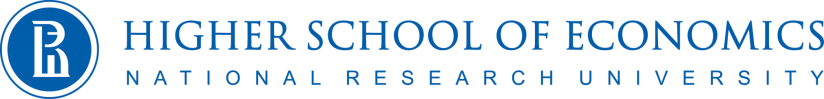 HIGHER SCHOOL OF ECONOMICS
NATIONAL RESEARCH UNIVERSITY